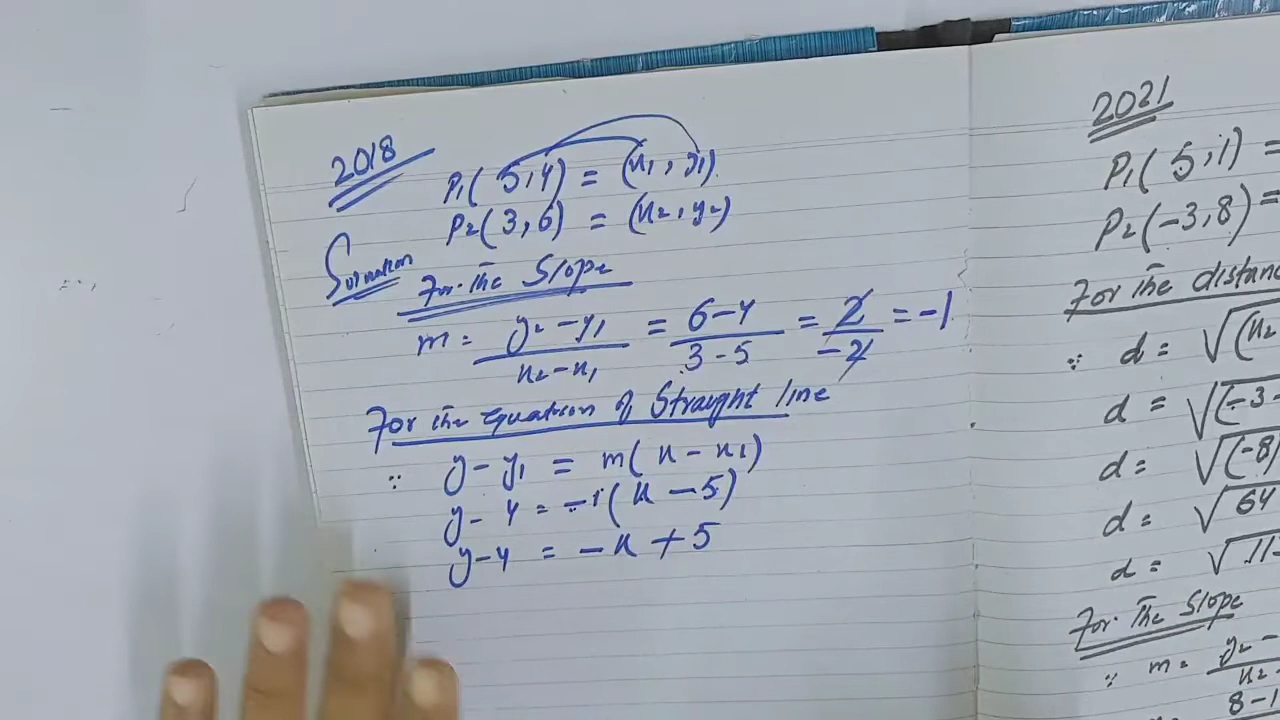 2018
P₁(5,4) = (x₁, y₁)
P₂(3,6) = (x₂, y₂)
Solution
For the Slope
m = y₂ - y₁ / x₂ - x₁ = 6-4 / 3-5 = 2 / -2 = -1
For the equation of Straight line
∵ y - y₁ = m(x - x₁)
y - 4 = -1(x - 5)
y-4 = -x + 5
2021
P₁(5,1) =
P₂(-3,8) =
For the distanc
∵ d = √(x₂
d = √(-3-
d = √(-8)
d = √64
d = √11
For the Slope
∵ m = y₂ - / x₂ -
8-1